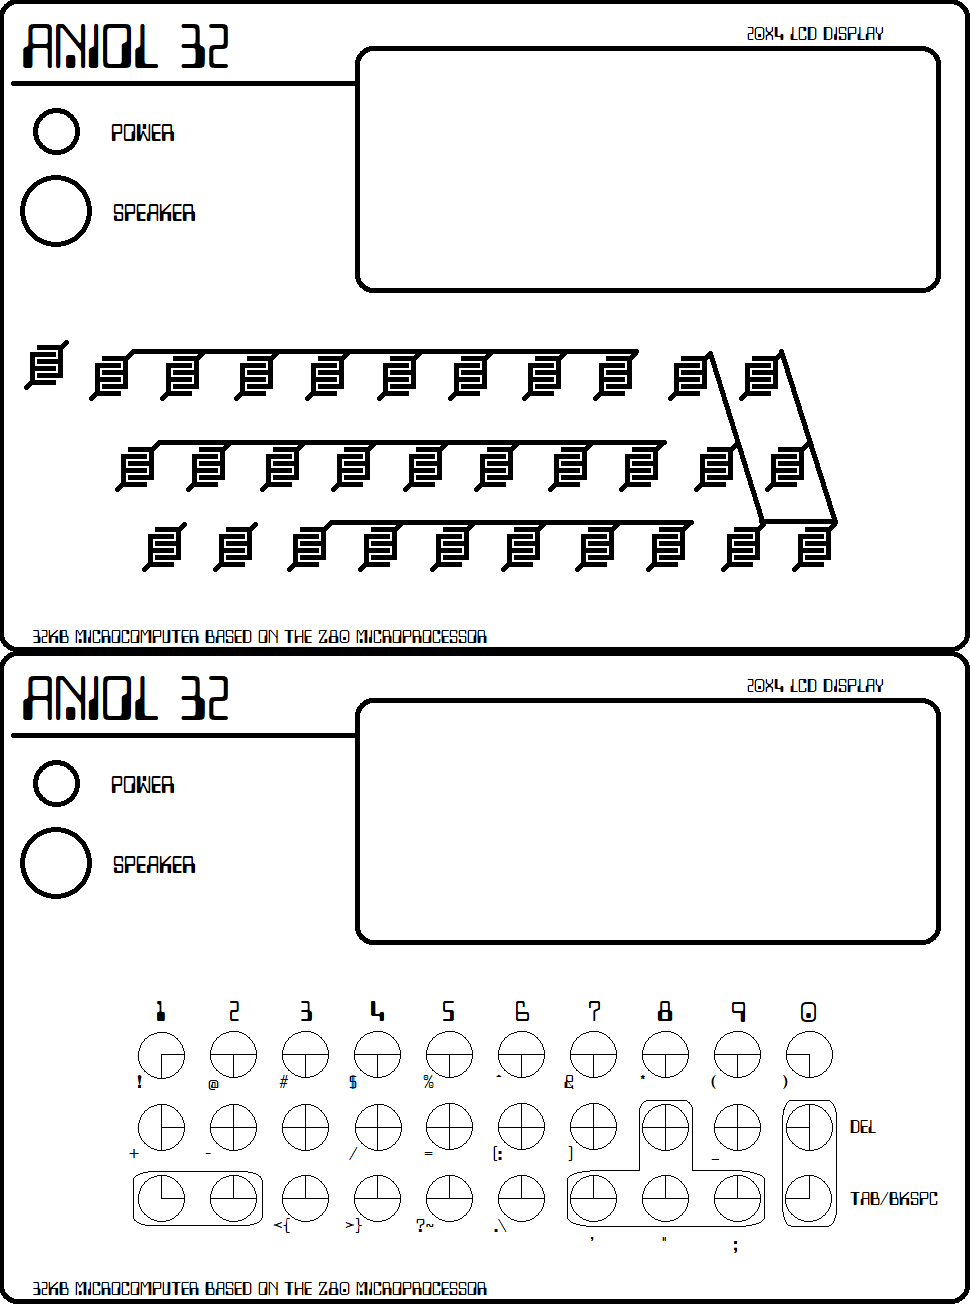 ANIOL 32
20X4 LCD DISPLAY
POWER
SPEAKER
32KB MICROCOMPUTER BASED ON THE Z80 MICROPROCESSOR
ANIOL 32
20X4 LCD DISPLAY
POWER
SPEAKER
1 2 3 4 5 6 7 8 9 0
! @ # $ % ^ & * ( )
DEL
+ - / = [: ] _
TAB/BKSPC
<{ >} ?~ .\
' " ;
32KB MICROCOMPUTER BASED ON THE Z80 MICROPROCESSOR